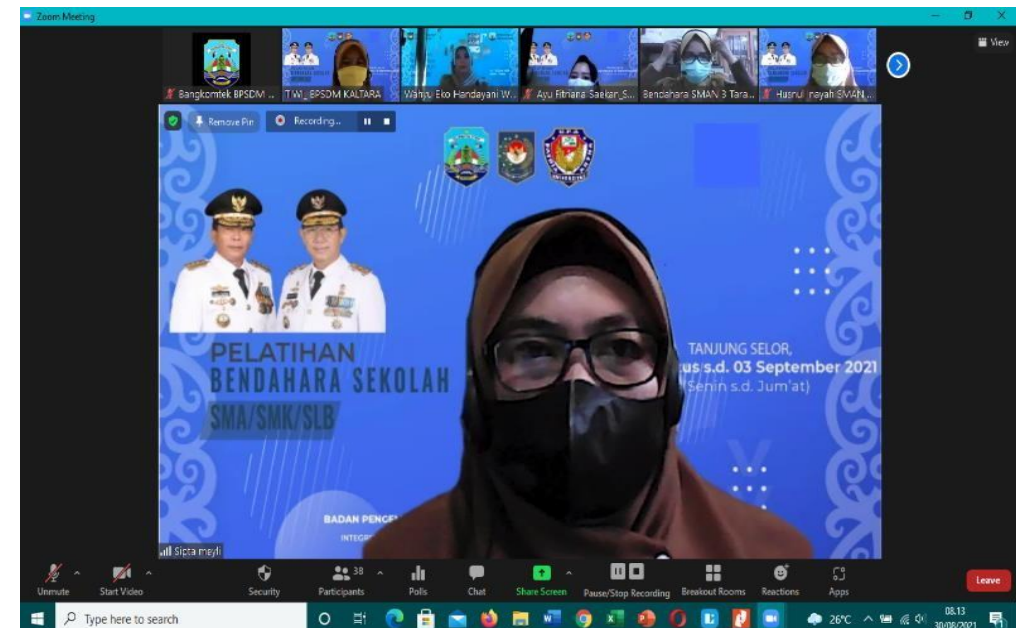 Zoom Meeting
View
Bangkomtek BPSDM ...
TIWI_BPSDM KALTARA
Wahyu Eko Handayani W...
Ayu Fitriana Saekar_S...
Bendahara SMAN 3 Tara...
Husnul Inayah SMAN...
Remove Pin
Recording...
PELATIHAN
BENDAHARA SEKOLAH
SMA/SMK/SLB
TANJUNG SELOR,
us s.d. 03 September 2021
(Senin s.d. Jum'at)
BADAN PENGE
INTEGR
Sipta meyli
Unmute
Start Video
Security
38
Participants
Polls
Chat
Share Screen
Pause/Stop Recording
Breakout Rooms
Reactions
Apps
Leave
Type here to search
26°C
08.13
30/08/2021